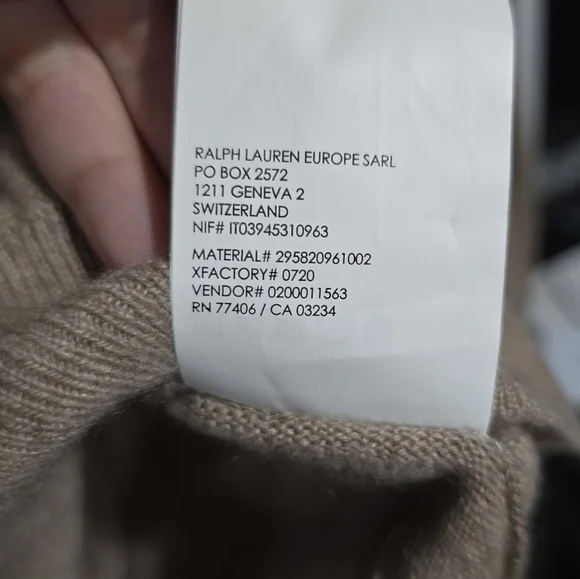 RALPH LAUREN EUROPE SARL
PO BOX 2572
1211 GENEVA 2
SWITZERLAND
NIF# IT03945310963
MATERIAL# 295820961002
XFACTORY# 0720
VENDOR# 0200011563
RN 77406 / CA 03234